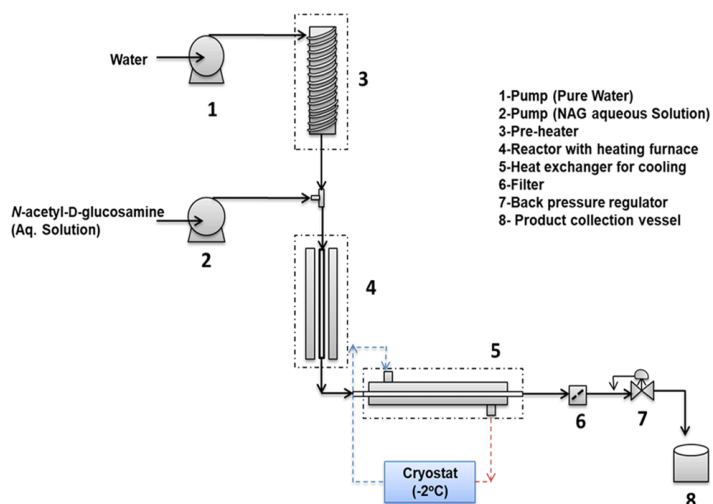 Water
1
3
1-Pump (Pure Water)
2-Pump (NAG aqueous Solution)
3-Pre-heater
4-Reactor with heating furnace
5-Heat exchanger for cooling
6-Filter
7-Back pressure regulator
8- Product collection vessel
N-acetyl-D-glucosamine
(Aq. Solution)
2
4
5
6
7
Cryostat
(-2°C)
8